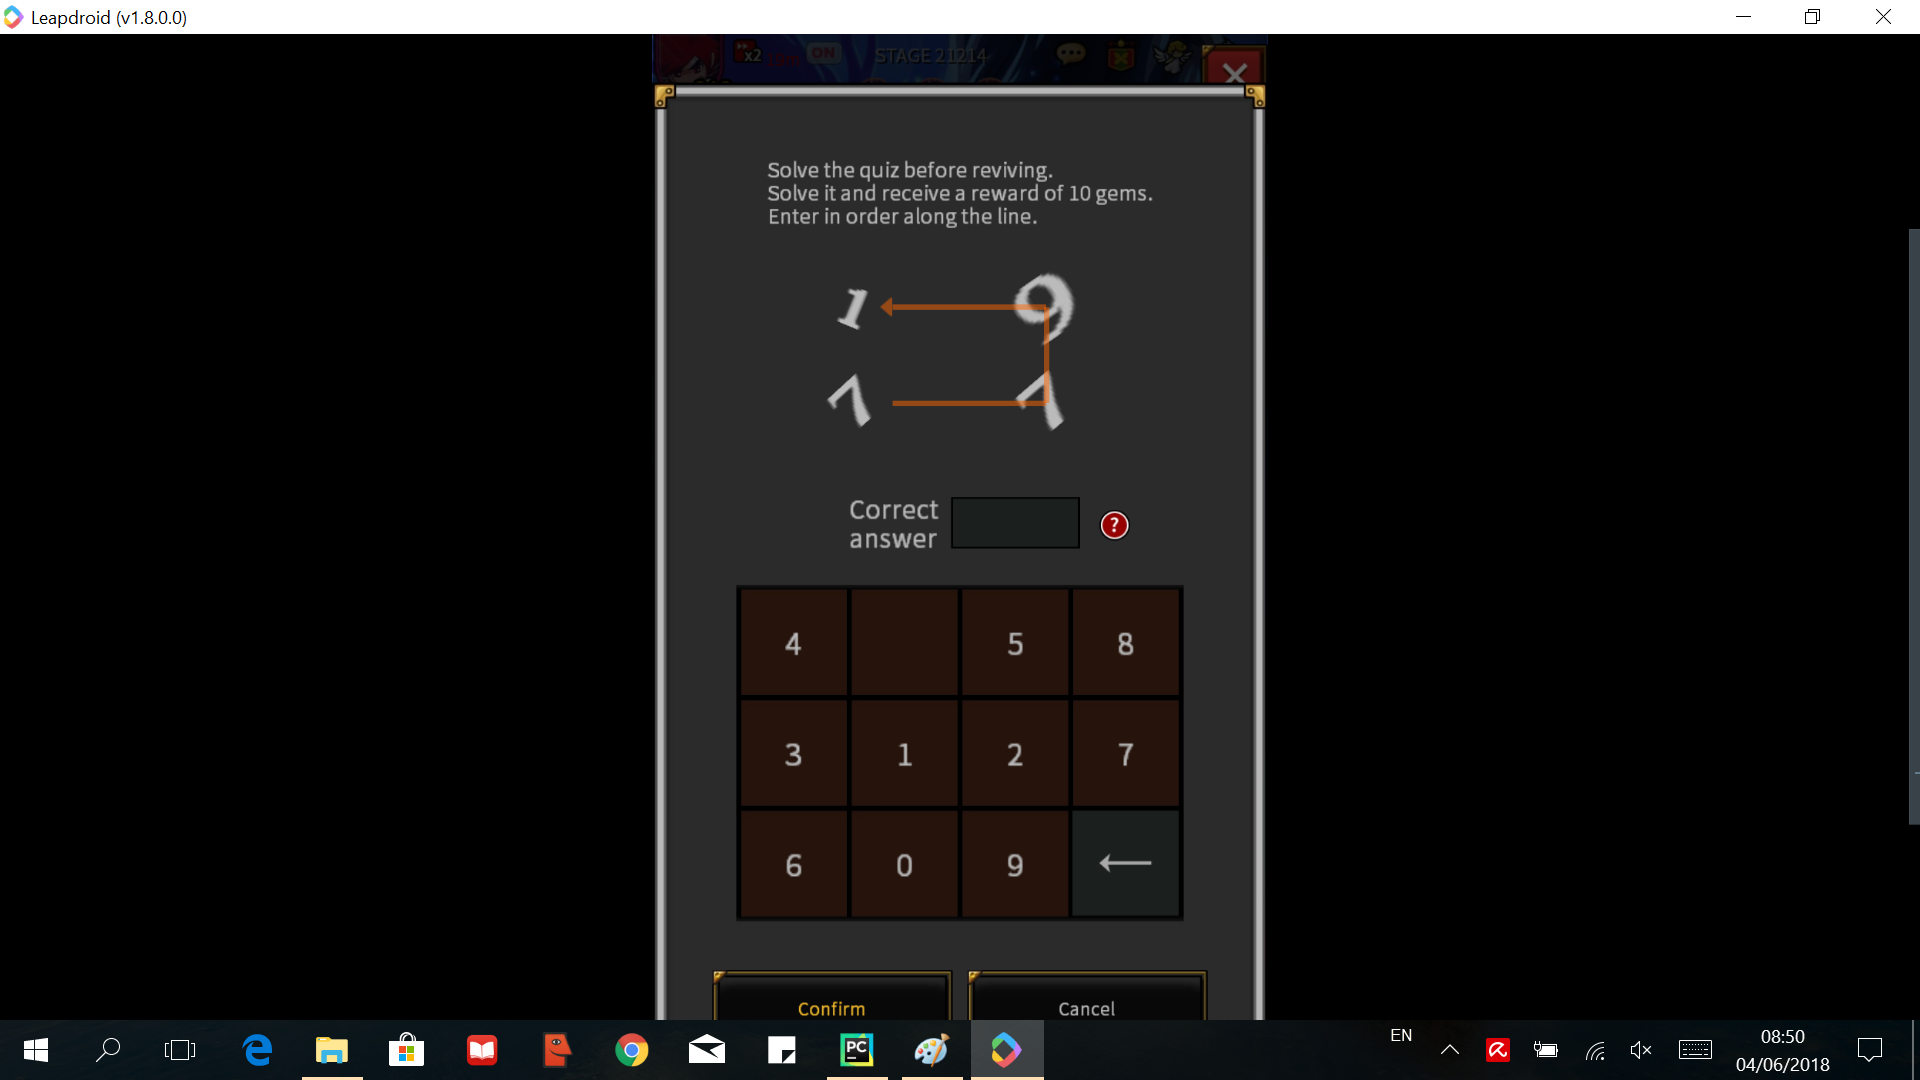 Leapdroid (v1.8.0.0)
x2
ON
STAGE 21214
Solve the quiz before reviving.
Solve it and receive a reward of 10 gems.
Enter in order along the line.
1 9
7 7
Correct
answer
?
4 5 8
3 1 2 7
6 0 9
Confirm Cancel
PC
EN
08:50
04/06/2018